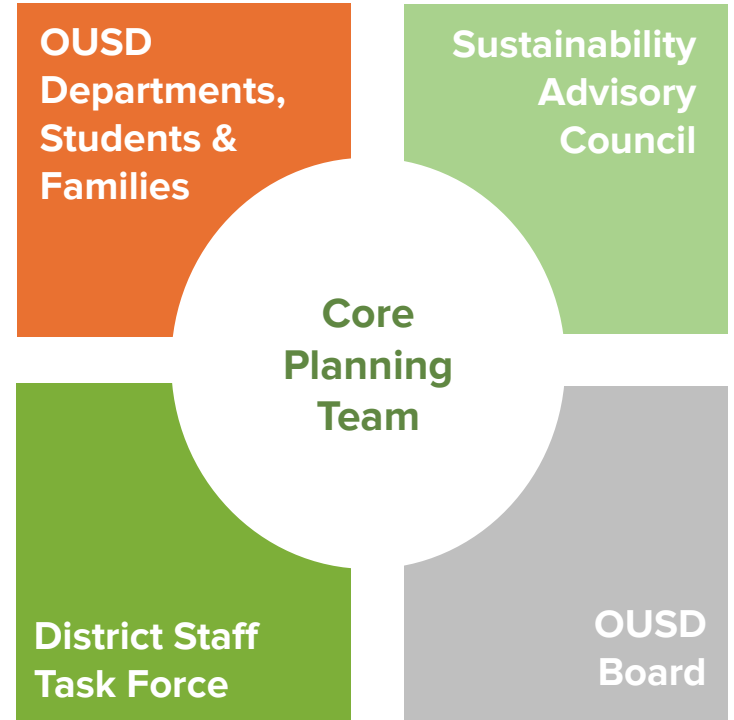 OUSD
Departments,
Students &
Families
Sustainability
Advisory
Council
Core
Planning
Team
District Staff
Task Force
OUSD
Board